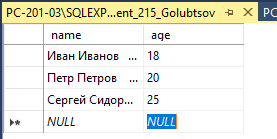 PC-201-03\SQLEXP...ent_215_Golubtsov
name age
Иван Иванов ... 18
Петр Петров ... 20
Сергей Сидор... 25
NULL NULL